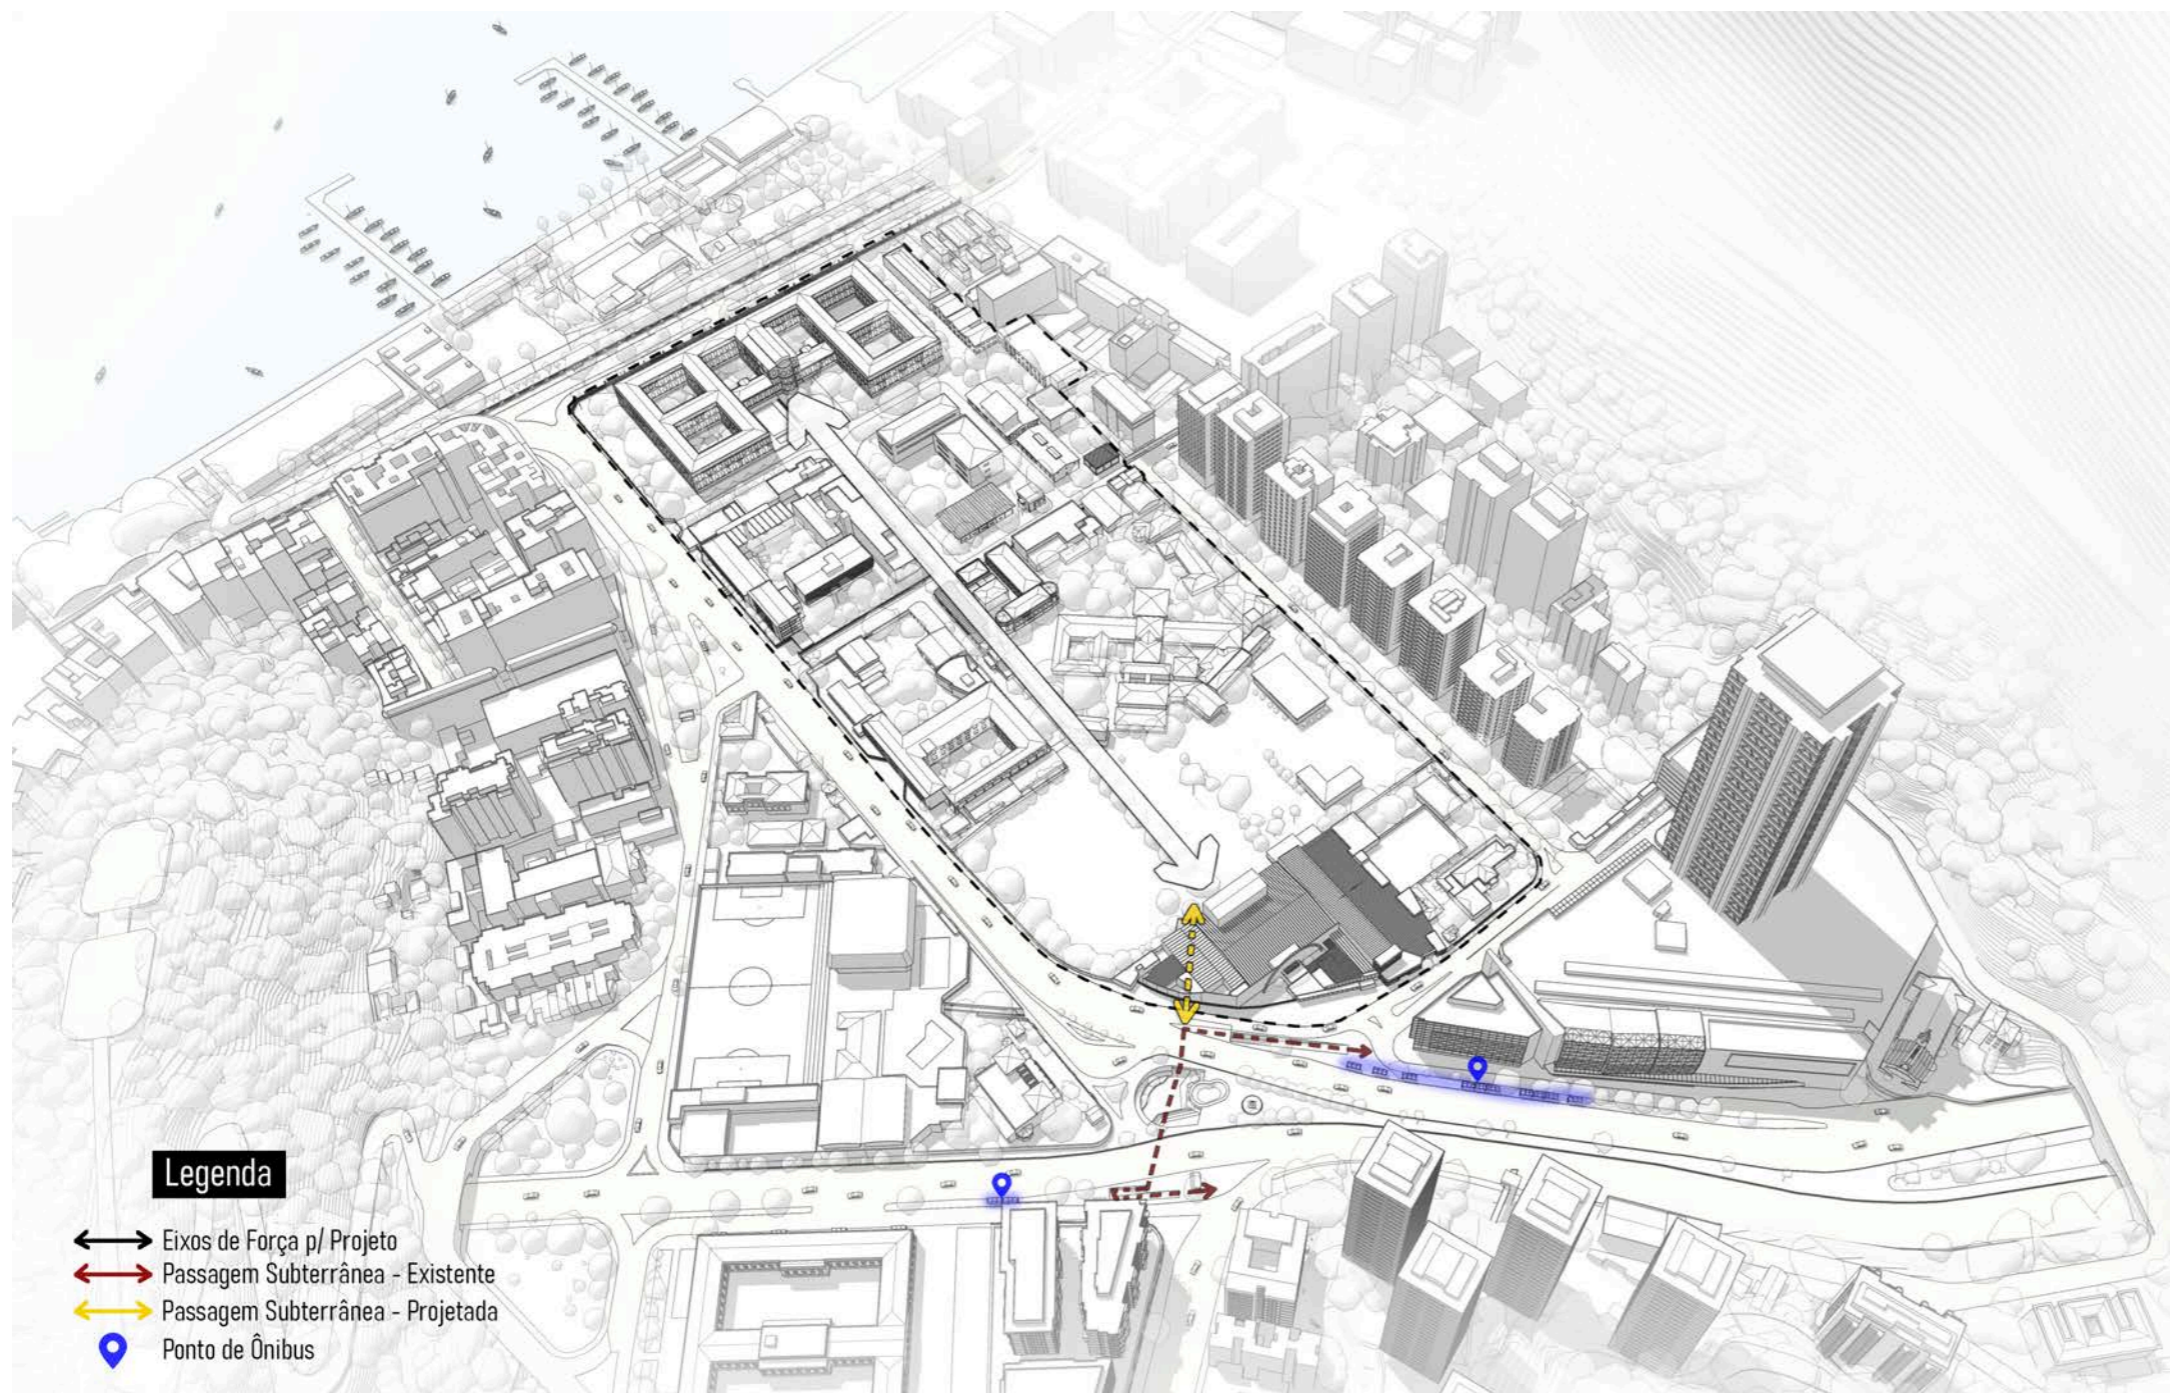 Legenda
Eixos de Força p/ Projeto
Passagem Subterrânea - Existente
Passagem Subterrânea - Projetada
Ponto de Ônibus